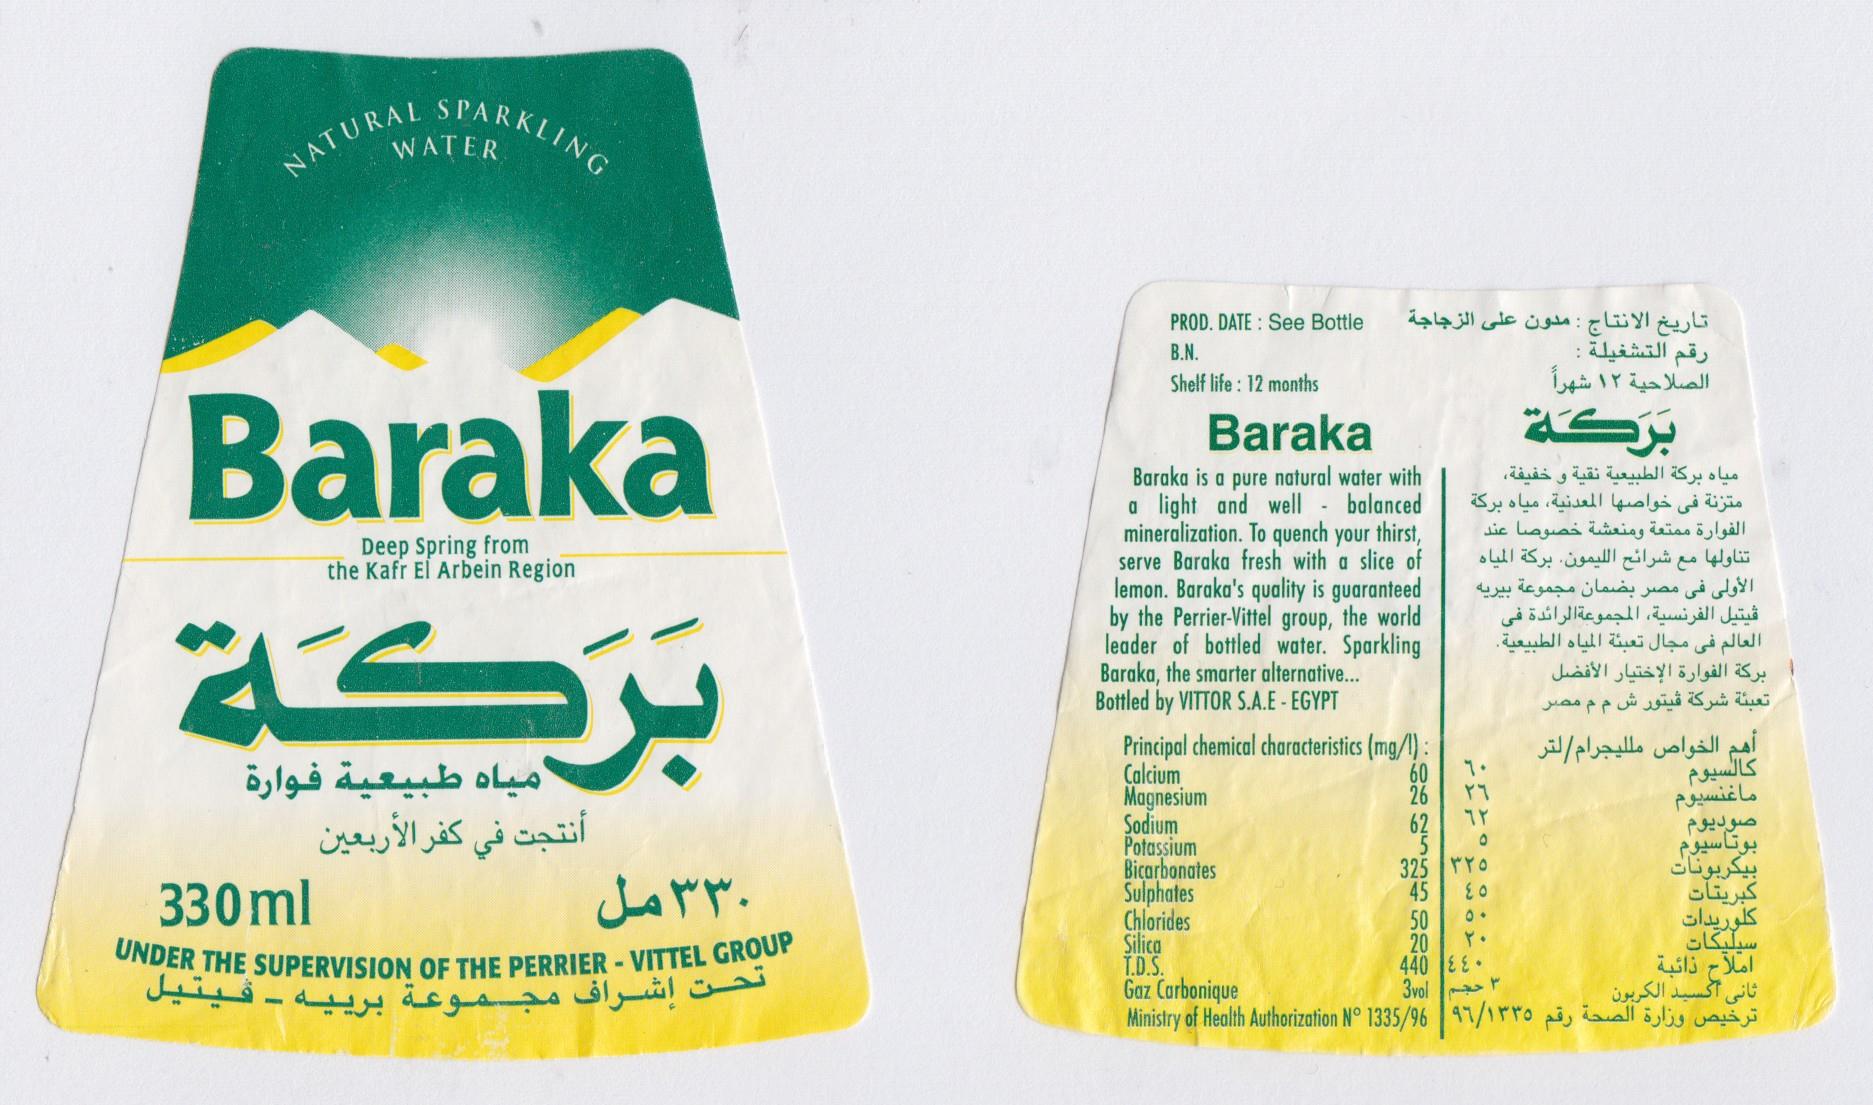 NATURAL SPARKLING
WATER
Baraka
Deep Spring from
the Kafr El Arbein Region
بَرَكَة
مياه طبيعية فوارة
أنتجت في كفر الأربعين
330 ml
٣٣٠ مل
UNDER THE SUPERVISION OF THE PERRIER - VITTEL GROUP
تحت إشراف مجموعة برييه - ڤيتيل
PROD. DATE : See Bottle
B.N.
Shelf life : 12 months
Baraka
Baraka is a pure natural water with
a light and well - balanced
mineralization. To quench your thirst,
serve Baraka fresh with a slice of
lemon. Baraka's quality is guaranteed
by the Perrier-Vittel group, the world
leader of bottled water. Sparkling
Baraka, the smarter alternative...
Bottled by VITTOR S.A.E - EGYPT
Principal chemical characteristics (mg/l) :
Calcium 60
Magnesium 26
Sodium 62
Potassium 5
Bicarbonates 325
Sulphates 45
Chlorides 50
Silica 20
T.D.S. 440
Gaz Carbonique 3vol
Ministry of Health Authorization N° 1335/96
تاريخ الانتاج : مدون على الزجاجة
رقم التشغيلة :
الصلاحية ١٢ شهراً
بَرَكَة
مياه بركة الطبيعية نقية و خفيفة،
متزنة فى خواصها المعدنية، مياه بركة
الفوارة ممتعة ومنعشة خصوصا عند
تناولها مع شرائح الليمون. بركة المياه
الأولى فى مصر بضمان مجموعة بيريه
ڤيتيل الفرنسية، المجموعةالرائدة فى
العالم فى مجال تعبئة المياه الطبيعية.
بركة الفوارة الإختيار الأفضل
تعبئة شركة ڤيتور ش م م مصر
أهم الخواص ملليجرام/لتر
كالسيوم ٦٠
ماغنسيوم ٢٦
صوديوم ٦٢
بوتاسيوم ٥
بيكربونات ٣٢٥
كبريتات ٤٥
كلوريدات ٥٠
سيليكات ٢٠
املاح ذائبة ٤٤٠
ثانى أكسيد الكربون ٣ حجم
ترخيص وزارة الصحة رقم ٩٦/١٣٣٥